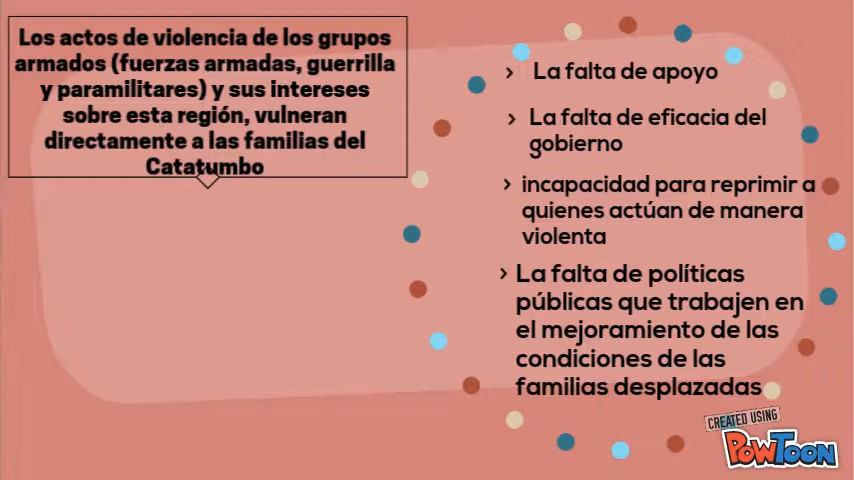 Los actos de violencia de los grupos
armados (fuerzas armadas, guerrilla
y paramilitares) y sus intereses
sobre esta región, vulneran
directamente a las familias del
Catatumbo
La falta de apoyo
La falta de eficacia del
gobierno
incapacidad para reprimir a
quienes actúan de manera
violenta
La falta de políticas
públicas que trabajen en
el mejoramiento de las
condiciones de las
familias desplazadas
CREATED USING
POWTOON